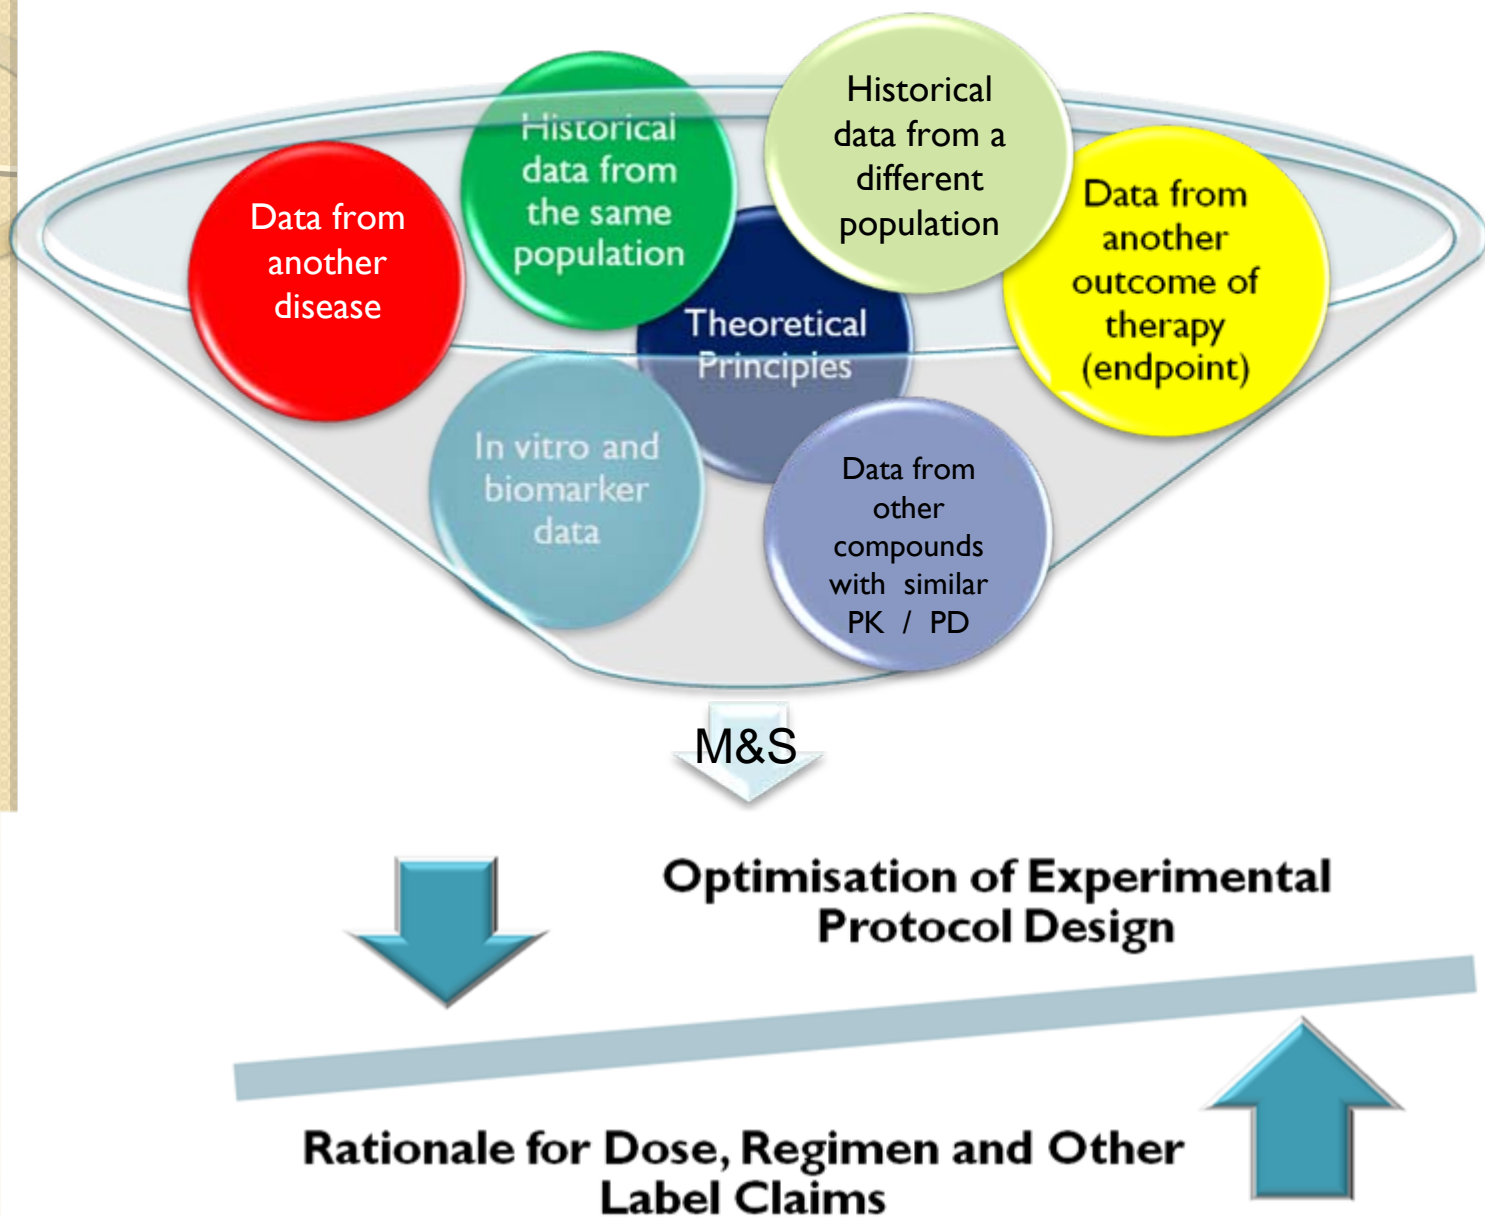 Data from
another
disease
Historical
data from
the same
population
Historical
data from a
different
population
Data from
another
outcome of
therapy
(endpoint)
Theoretical
Principles
In vitro and
biomarker
data
Data from
other
compounds
with similar
PK / PD
M&S
Optimisation of Experimental
Protocol Design
Rationale for Dose, Regimen and Other
Label Claims